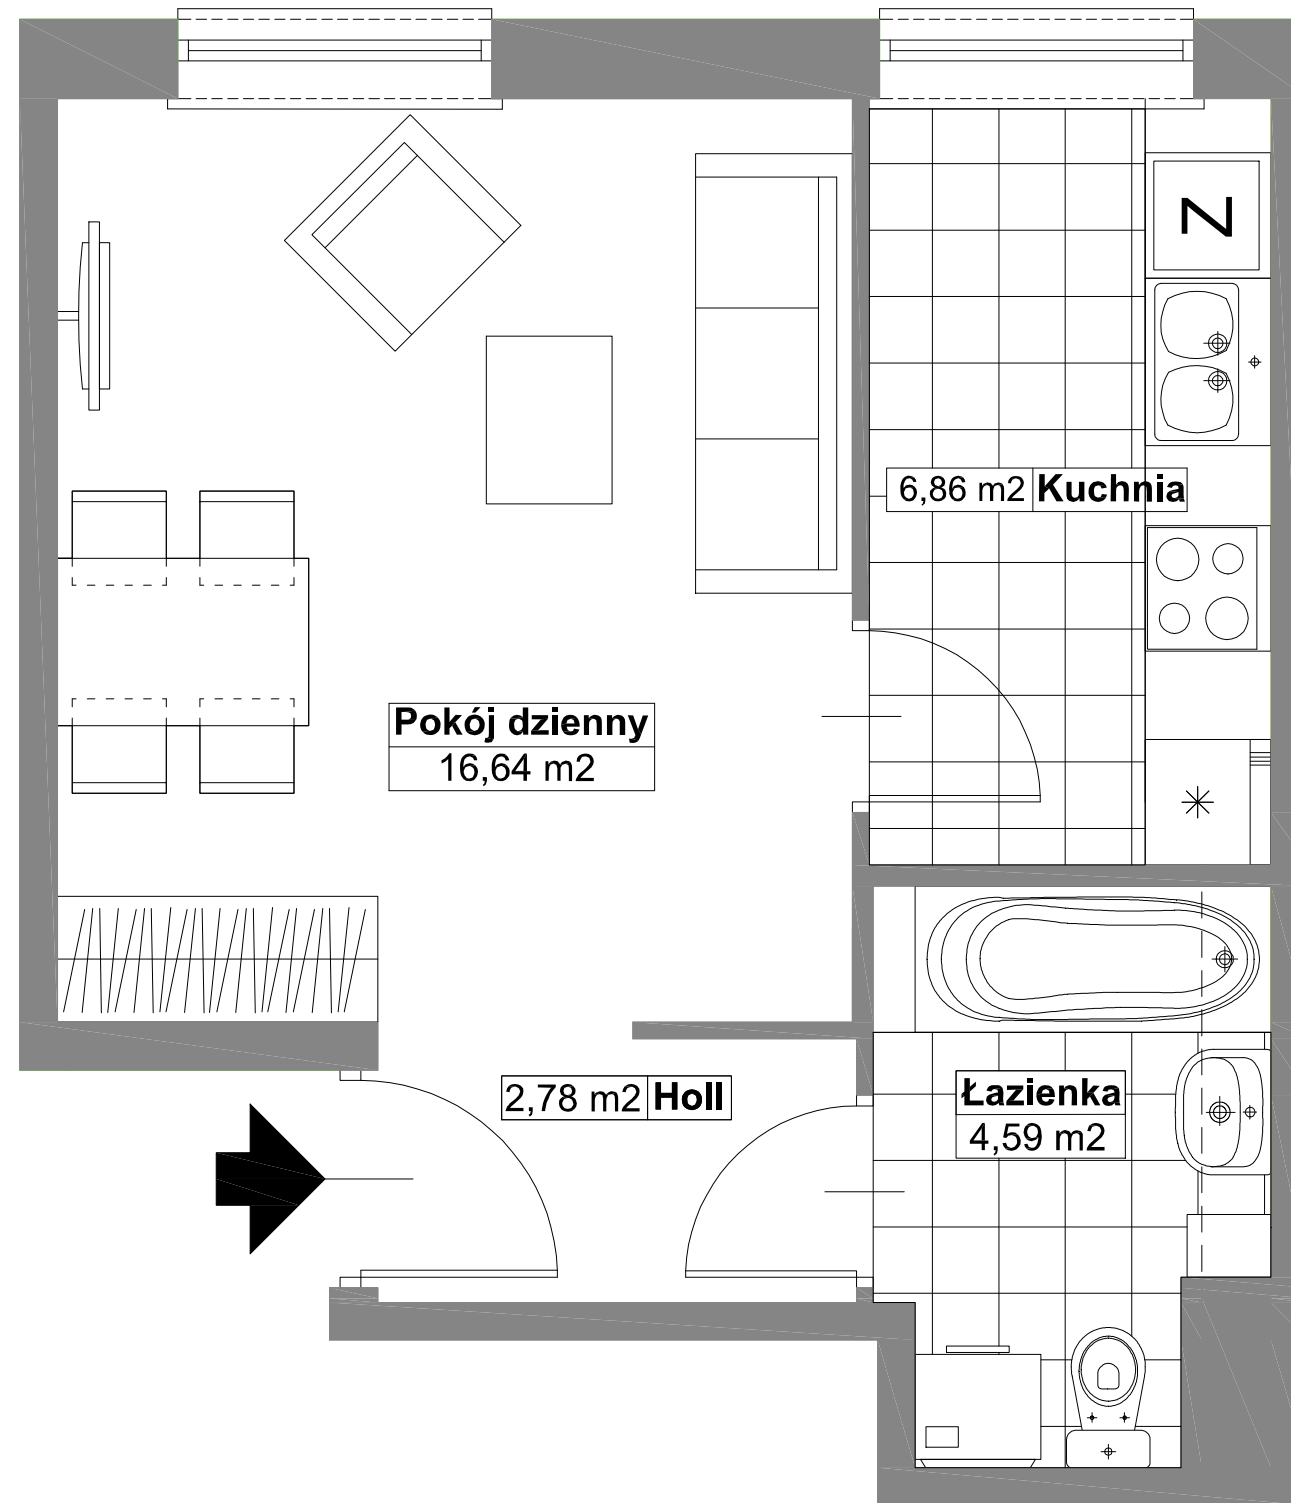 Z
6,86 m2 Kuchnia
Pokój dzienny
16,64 m2
2,78 m2 Holl
Łazienka
4,59 m2